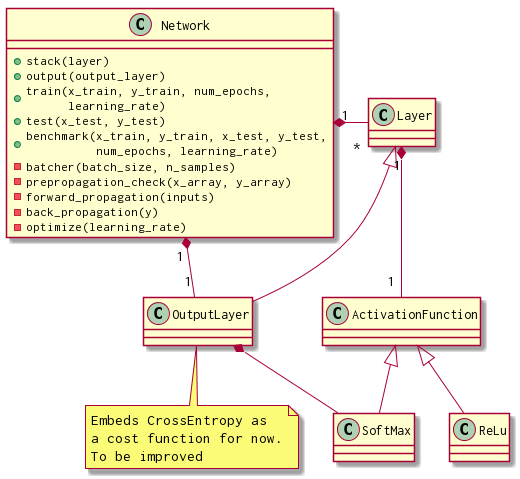 C Network
stack(layer)
output(output_layer)
train(x_train, y_train, num_epochs,
learning_rate)
test(x_test, y_test)
benchmark(x_train, y_train, x_test, y_test,
num_epochs, learning_rate)
batcher(batch_size, n_samples)
prepropagation_check(x_array, y_array)
forward_propagation(inputs)
back_propagation(y)
optimize(learning_rate)
1
*
C Layer
1
1
1
1
C OutputLayer
C ActivationFunction
Embeds CrossEntropy as
a cost function for now.
To be improved
C SoftMax
C ReLu